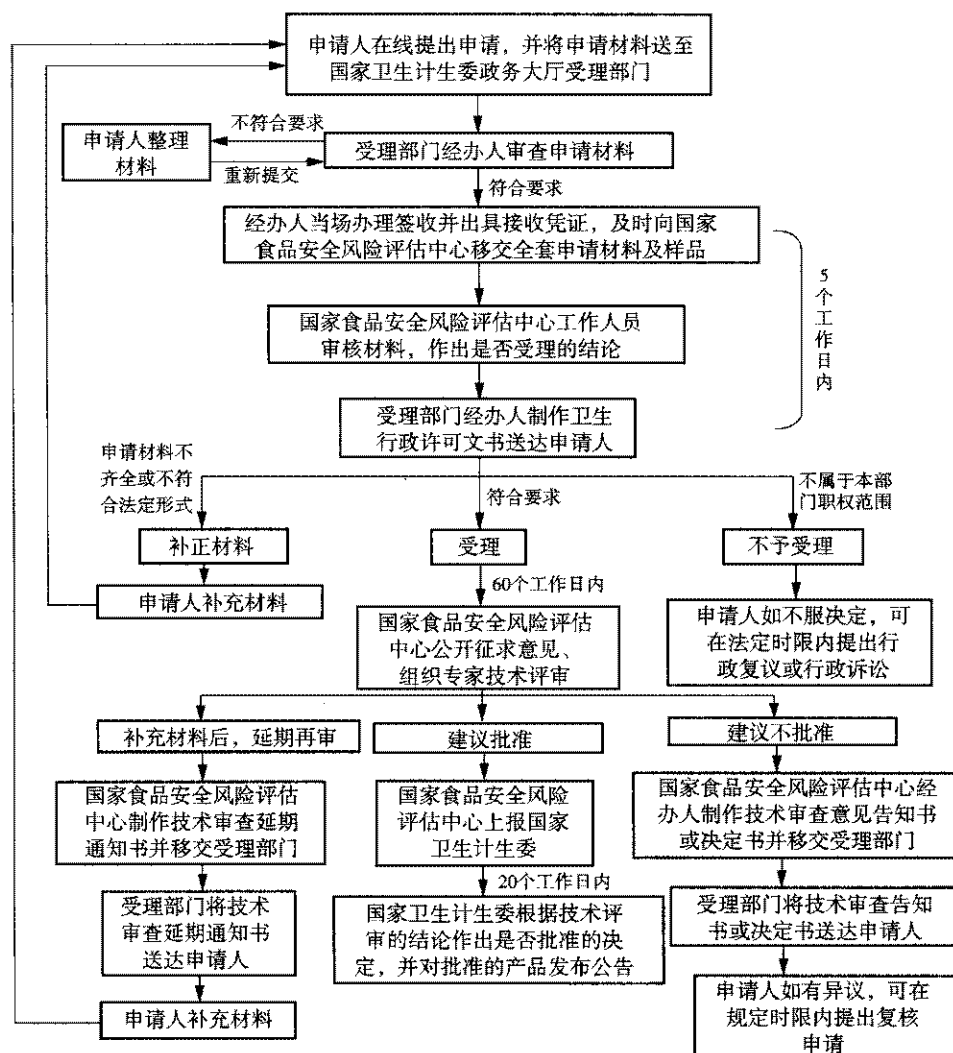 申请人在线提出申请，并将申请材料送至
国家卫生计生委政务大厅受理部门
不符合要求
申请人整理
材料
重新提交
受理部门经办人审查申请材料
符合要求
经办人当场办理签收并出具接收凭证，及时向国家
食品安全风险评估中心移交全套申请材料及样品
国家食品安全风险评估中心工作人员
审核材料，作出是否受理的结论
5个工作日内
受理部门经办人制作卫生
行政许可文书送达申请人
申请材料不
齐全或不符
合法定形式
符合要求
不属于本部
门职权范围
补正材料
受理
不予受理
申请人补充材料
60个工作日内
国家食品安全风险评估
中心公开征求意见、
组织专家技术评审
申请人如不服决定，可
在法定时限内提出行
政复议或行政诉讼
补充材料后，延期再审
建议批准
建议不批准
国家食品安全风险评估
中心制作技术审查延期
通知书并移交受理部门
国家食品安全风险
评估中心上报国家
卫生计生委
国家食品安全风险评估中心经
办人制作技术审查意见告知书
或决定书并移交受理部门
20个工作日内
受理部门将技术
审查延期通知书
送达申请人
国家卫生计生委根据技术评
审的结论作出是否批准的决
定，并对批准的产品发布公告
受理部门将技术审查告知
书或决定书送达申请人
申请人补充材料
申请人如有异议，可在
规定时限内提出复核
申请